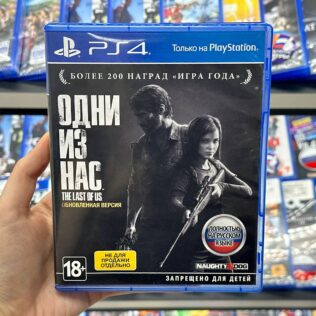 PS4
Только на PlayStation
БОЛЕЕ 200 НАГРАД «ИГРА ГОДА»
ОДНИ
ИЗ
НАС
THE LAST OF US
ОБНОВЛЕННАЯ ВЕРСИЯ
ПОЛНОСТЬЮ
НА РУССКОМ
ЯЗЫКЕ
НЕ ДЛЯ
ПРОДАЖИ
ОТДЕЛЬНО
18+
NAUGHTY DOG
ЗАПРЕЩЕНО ДЛЯ ДЕТЕЙ